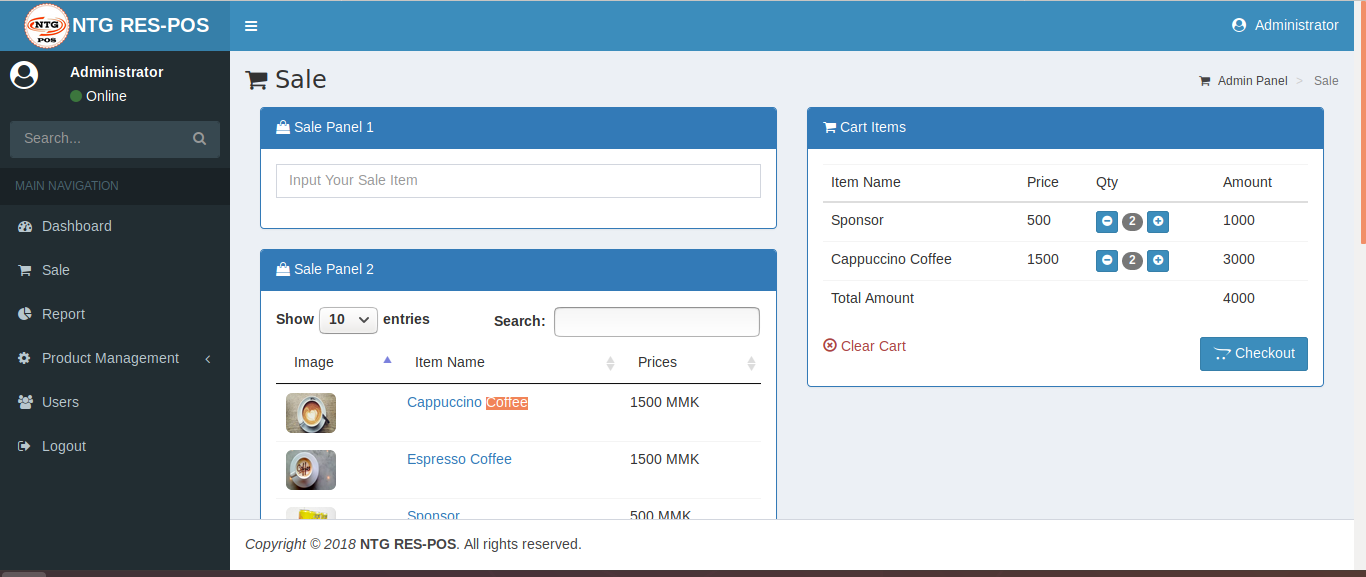 NTG
POS
NTG RES-POS
Administrator
Administrator
Online
Search...
MAIN NAVIGATION
Dashboard
Sale
Report
Product Management
Users
Logout
Sale
Admin Panel > Sale
Sale Panel 1
Input Your Sale Item
Sale Panel 2
Show 10 entries
Search:
Image Item Name Prices
Cappuccino Coffee 1500 MMK
Espresso Coffee 1500 MMK
Sponsor 500 MMK
Cart Items
Item Name Price Qty Amount
Sponsor 500 2 1000
Cappuccino Coffee 1500 2 3000
Total Amount 4000
Clear Cart
Checkout
Copyright © 2018 NTG RES-POS. All rights reserved.